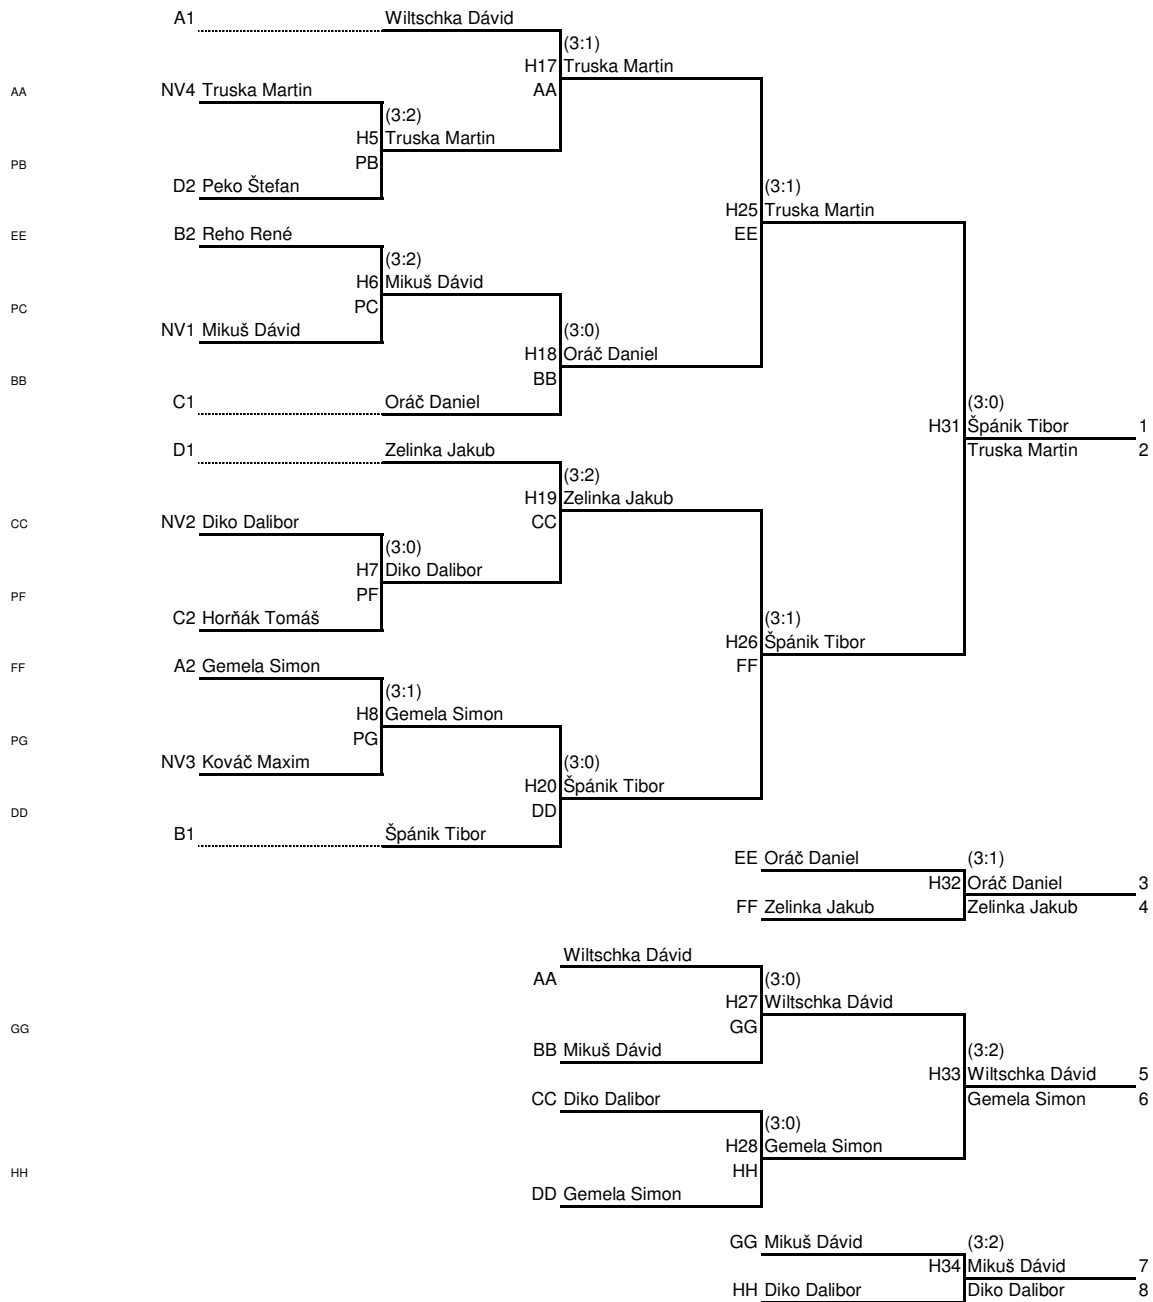 A1 Wiltschka Dávid
(3:1)
H17 Truska Martin
AA NV4 Truska Martin AA
(3:2)
H5 Truska Martin
PB PB
D2 Peko Štefan (3:1)
H25 Truska Martin
EE B2 Reho René EE
(3:2)
H6 Mikuš Dávid
PC PC
NV1 Mikuš Dávid (3:0)
H18 Oráč Daniel
BB BB
C1 Oráč Daniel (3:0)
H31 Špánik Tibor 1
D1 Zelinka Jakub Truska Martin 2
(3:2)
H19 Zelinka Jakub
CC NV2 Diko Dalibor CC
(3:0)
H7 Diko Dalibor
PF PF
C2 Horňák Tomáš (3:1)
H26 Špánik Tibor
FF A2 Gemela Simon FF
(3:1)
H8 Gemela Simon
PG PG
NV3 Kováč Maxim (3:0)
H20 Špánik Tibor
DD DD
B1 Špánik Tibor
EE Oráč Daniel (3:1)
H32 Oráč Daniel 3
FF Zelinka Jakub Zelinka Jakub 4
Wiltschka Dávid
AA (3:0)
H27 Wiltschka Dávid
GG GG
BB Mikuš Dávid (3:2)
H33 Wiltschka Dávid 5
CC Diko Dalibor Gemela Simon 6
(3:0)
H28 Gemela Simon
HH HH
DD Gemela Simon
GG Mikuš Dávid (3:2)
H34 Mikuš Dávid 7
HH Diko Dalibor Diko Dalibor 8